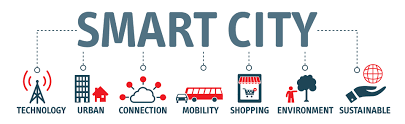 SMART CITY
TECHNOLOGY URBAN CONNECTION MOBILITY SHOPPING ENVIRONMENT SUSTAINABLE